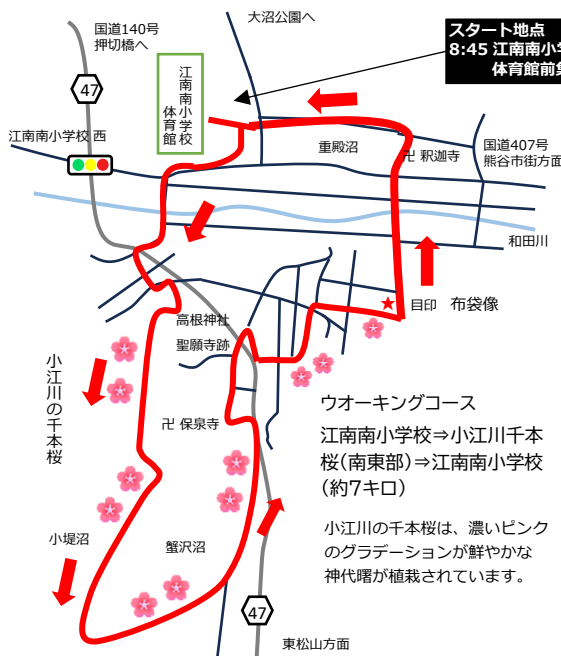 国道140号
押切橋へ
大沼公園へ
スタート地点
8:45 江南南小学
体育館前集
47
江南南小学校
体育館
江南南小学校 西
重殿沼
卍 釈迦寺
国道407号
熊谷市街方面
和田川
目印 布袋像
高根神社
聖願寺跡
小江川の千本桜
卍 保泉寺
ウオーキングコース
江南南小学校⇒小江川千本
桜(南東部)⇒江南南小学校
(約7キロ)
小江川の千本桜は、濃いピンク
のグラデーションが鮮やかな
神代曙が植栽されています。
小堤沼
蟹沢沼
47
東松山方面